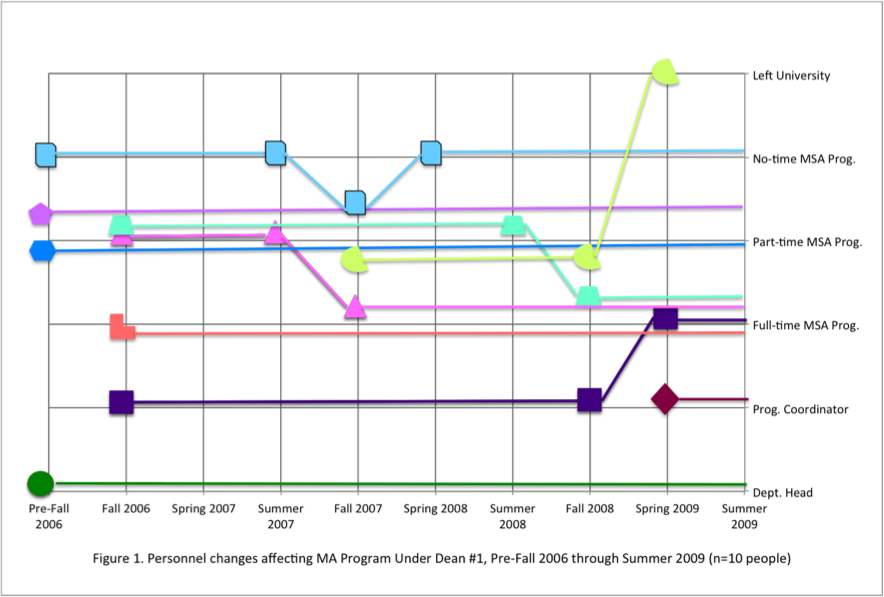 Left University
No-time MSA Prog.
Part-time MSA Prog.
Full-time MSA Prog.
Prog. Coordinator
Dept. Head
Pre-Fall 2006
Fall 2006
Spring 2007
Summer 2007
Fall 2007
Spring 2008
Summer 2008
Fall 2008
Spring 2009
Summer 2009
Figure 1. Personnel changes affecting MA Program Under Dean #1, Pre-Fall 2006 through Summer 2009 (n=10 people)